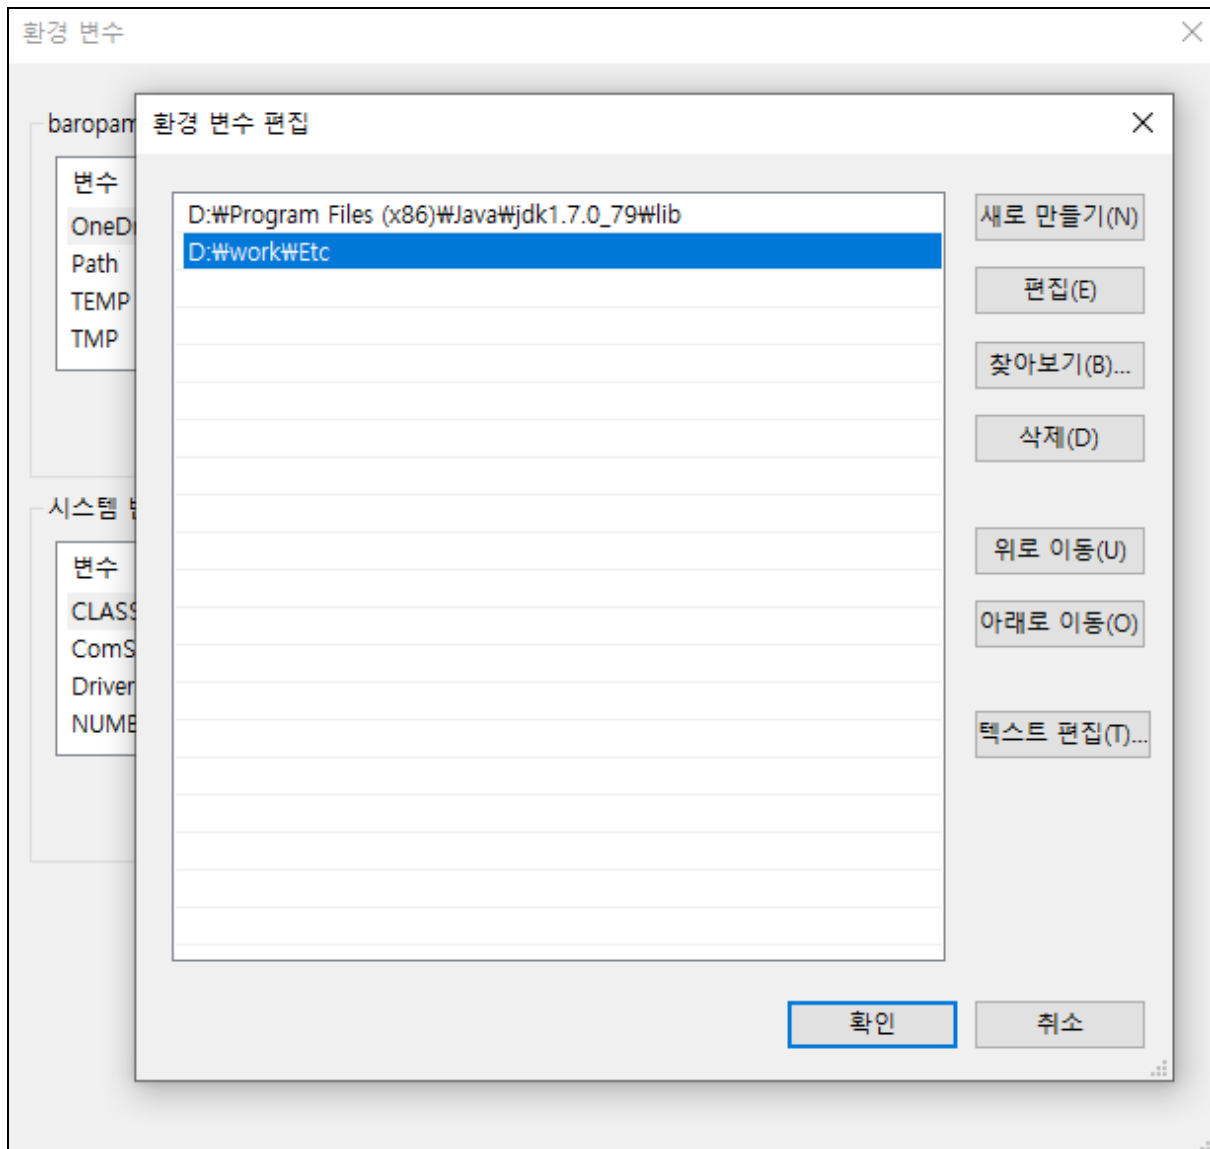 환경 변수
baropam
변수
OneDr
Path
TEMP
TMP
시스템 변
변수
CLASS
ComS
Driver
NUME
환경 변수 편집
D:₩Program Files (x86)₩Java₩jdk1.7.0_79₩lib
D:₩work₩Etc
새로 만들기(N)
편집(E)
찾아보기(B)...
삭제(D)
위로 이동(U)
아래로 이동(O)
텍스트 편집(T)...
확인
취소